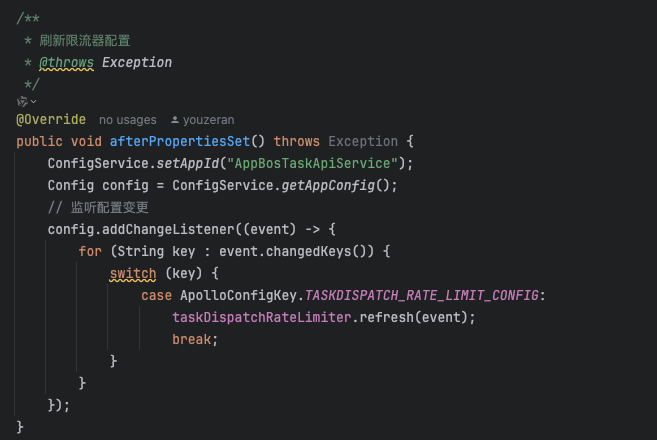 /**
 * 刷新限流器配置
 * @throws Exception
 */
@Override no usages youzeran
public void afterPropertiesSet() throws Exception {
    ConfigService.setAppId("AppBosTaskApiService");
    Config config = ConfigService.getAppConfig();
    // 监听配置变更
    config.addChangeListener((event) -> {
        for (String key : event.changedKeys()) {
            switch (key) {
                case ApolloConfigKey.TASKDISPATCH_RATE_LIMIT_CONFIG:
                    taskDispatchRateLimiter.refresh(event);
                    break;
            }
        }
    });
}